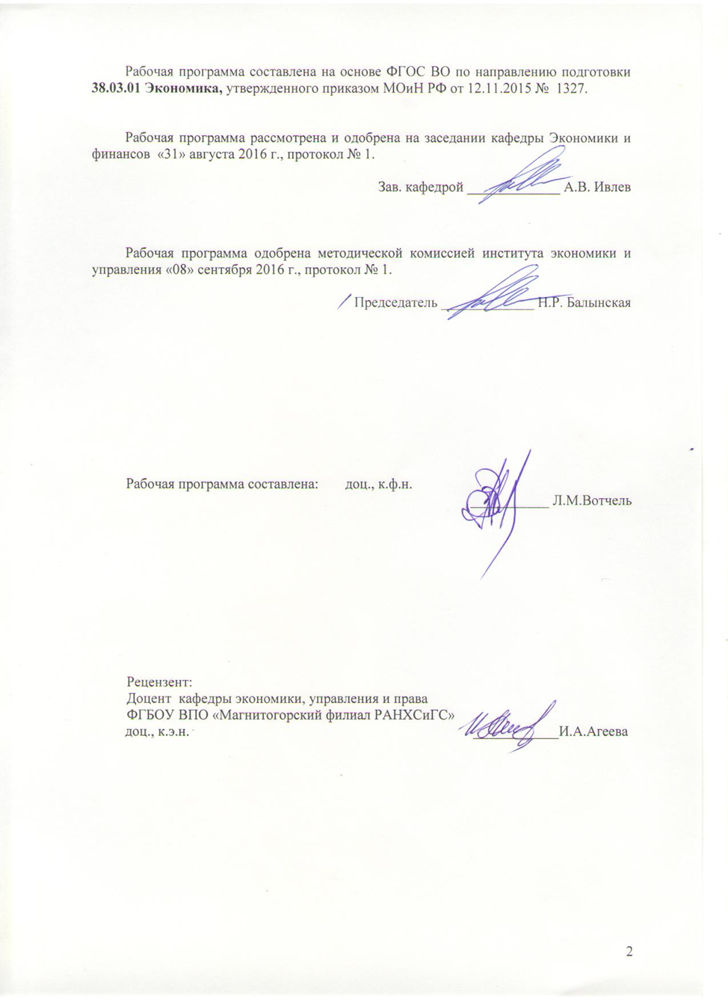 Рабочая программа составлена на основе ФГОС ВО по направлению подготовки
38.03.01 Экономика, утвержденного приказом МОиН РФ от 12.11.2015 № 1327.
Рабочая программа рассмотрена и одобрена на заседании кафедры Экономики и
финансов «31» августа 2016 г., протокол № 1.
Зав. кафедрой _____________ А.В. Ивлев
Рабочая программа одобрена методической комиссией института экономики и
управления «08» сентября 2016 г., протокол № 1.
/ Председатель _____________ Н.Р. Балынская
Рабочая программа составлена: доц., к.ф.н.
___________ Л.М.Вотчель
Рецензент:
Доцент кафедры экономики, управления и права
ФГБОУ ВПО «Магнитогорский филиал РАНХСиГС»
доц., к.э.н. ____________И.А.Агеева
2